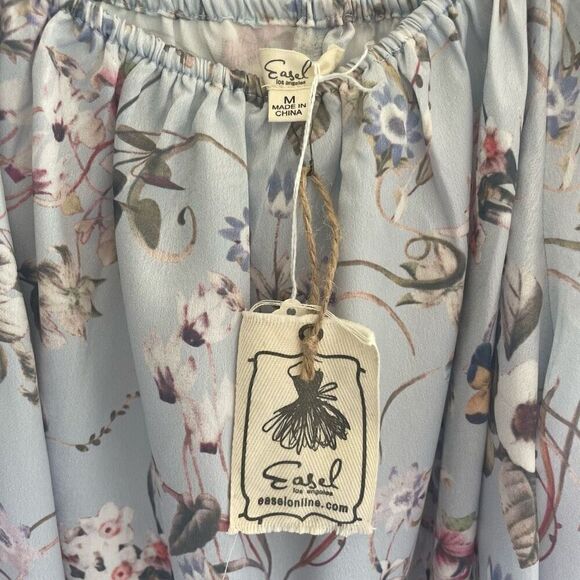 Easel
los angeles
M
MADE IN
CHINA
Easel
los angeles
easelonline.com